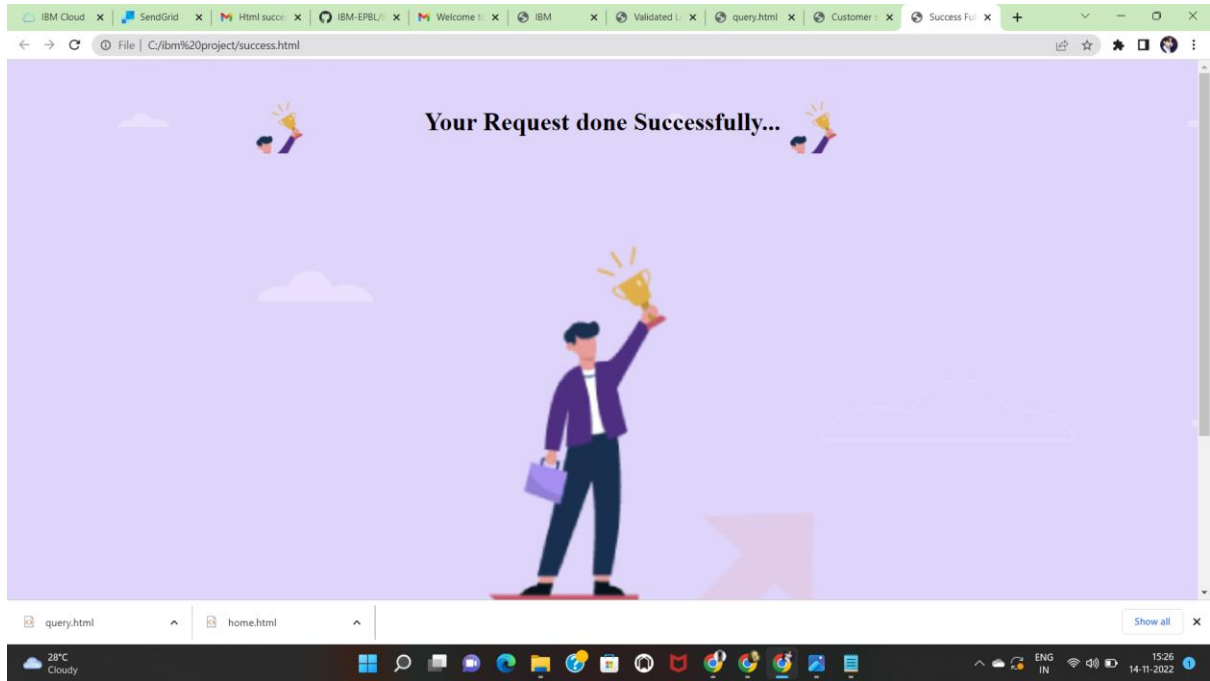 IBM Cloud
SendGrid
Html succe
IBM-EPBL/I
Welcome to
IBM
Validated L
query.html
Customer s
Success Ful
File | C:/ibm%20project/success.html
Your Request done Successfully...
query.html
home.html
Show all
28°C
Cloudy
ENG
IN
15:26
14-11-2022
1